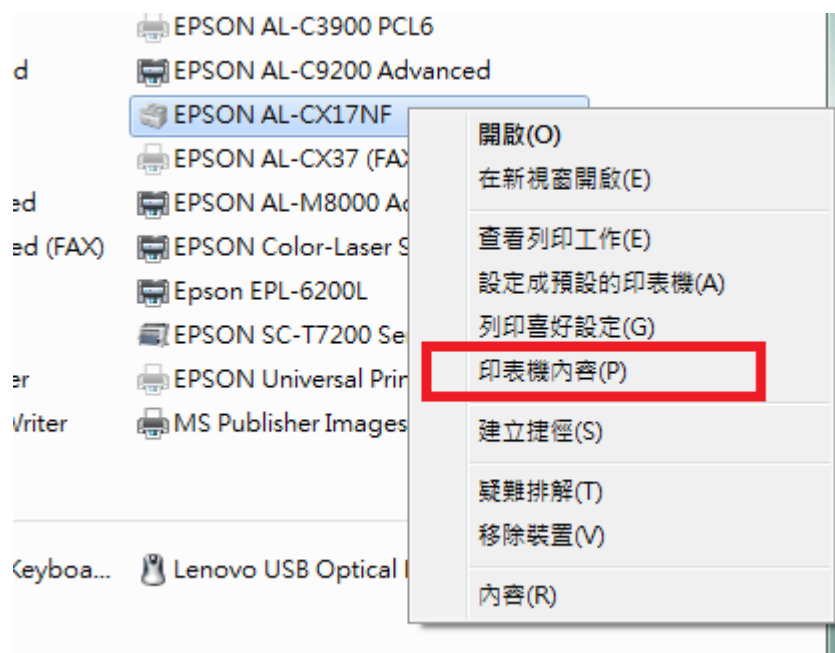 EPSON AL-C3900 PCL6
d EPSON AL-C9200 Advanced
EPSON AL-CX17NF
EPSON AL-CX37 (FAX
ed EPSON AL-M8000 Ad
ed (FAX) EPSON Color-Laser S
Epson EPL-6200L
EPSON SC-T7200 Se
er EPSON Universal Prin
Writer MS Publisher Images
Keyboa... Lenovo USB Optical
開啟(O)
在新視窗開啟(E)
查看列印工作(E)
設定成預設的印表機(A)
列印喜好設定(G)
印表機內容(P)
建立捷徑(S)
疑難排解(T)
移除裝置(V)
內容(R)